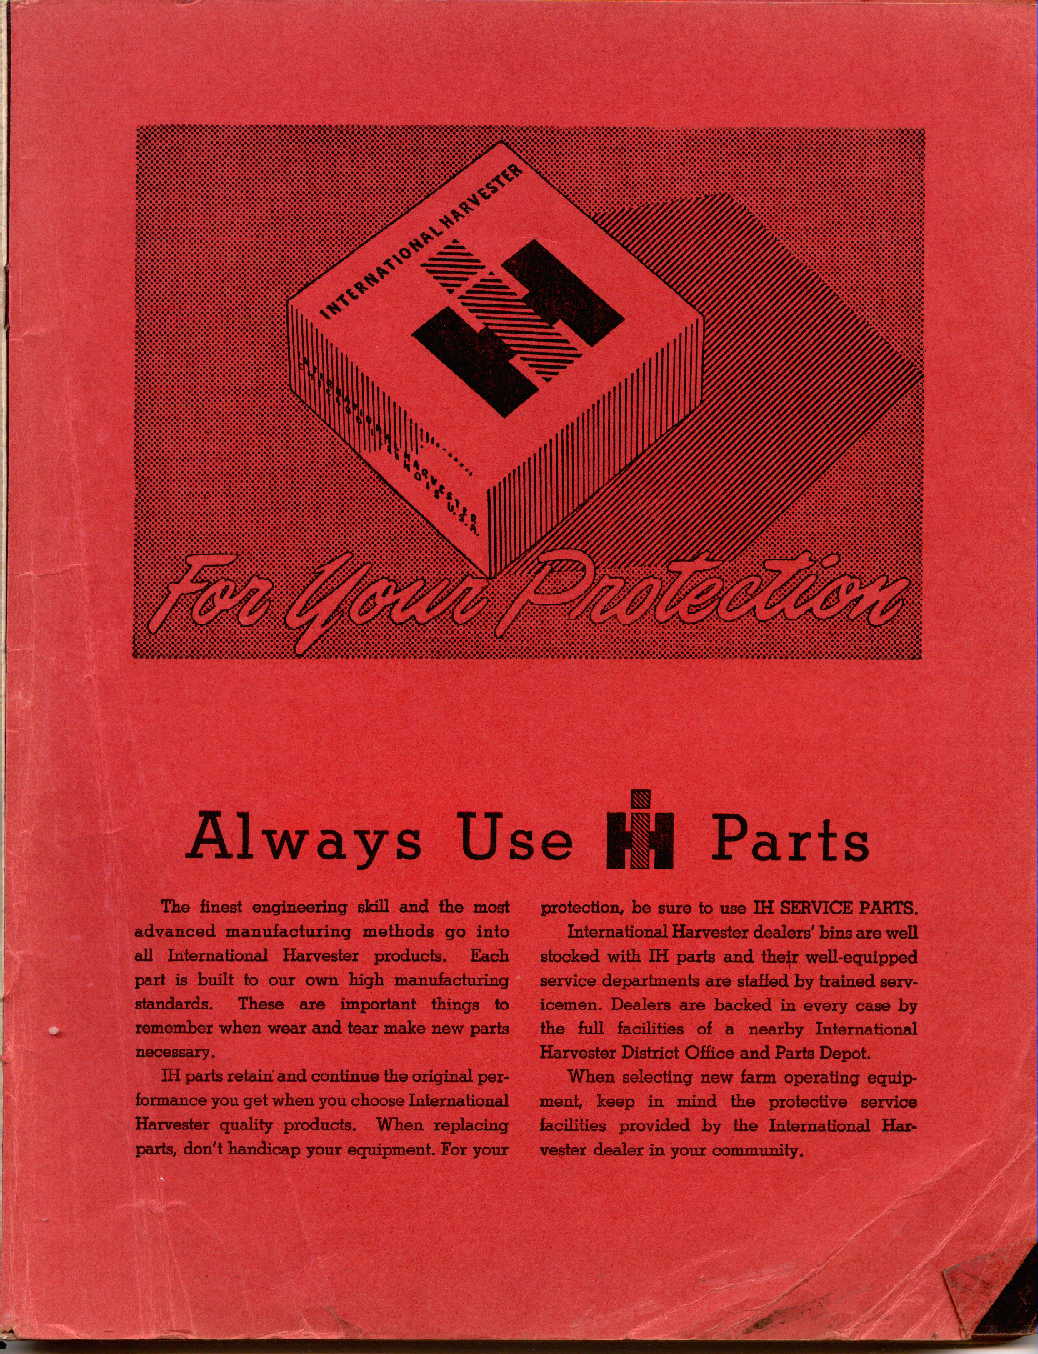 INTERNATIONAL HARVESTER
INTERNATIONAL HARVESTER
CHICAGO 1, ILLINOIS U.S.A.
For Your Protection
Always Use IH Parts
The finest engineering skill and the most
advanced manufacturing methods go into
all International Harvester products. Each
part is built to our own high manufacturing
standards. These are important things to
remember when wear and tear make new parts
necessary.
IH parts retain and continue the original per-
formance you get when you choose International
Harvester quality products. When replacing
parts, don't handicap your equipment. For your
protection, be sure to use IH SERVICE PARTS.
International Harvester dealers' bins are well
stocked with IH parts and their well-equipped
service departments are staffed by trained serv-
icemen. Dealers are backed in every case by
the full facilities of a nearby International
Harvester District Office and Parts Depot.
When selecting new farm operating equip-
ment, keep in mind the protective service
facilities provided by the International Har-
vester dealer in your community.